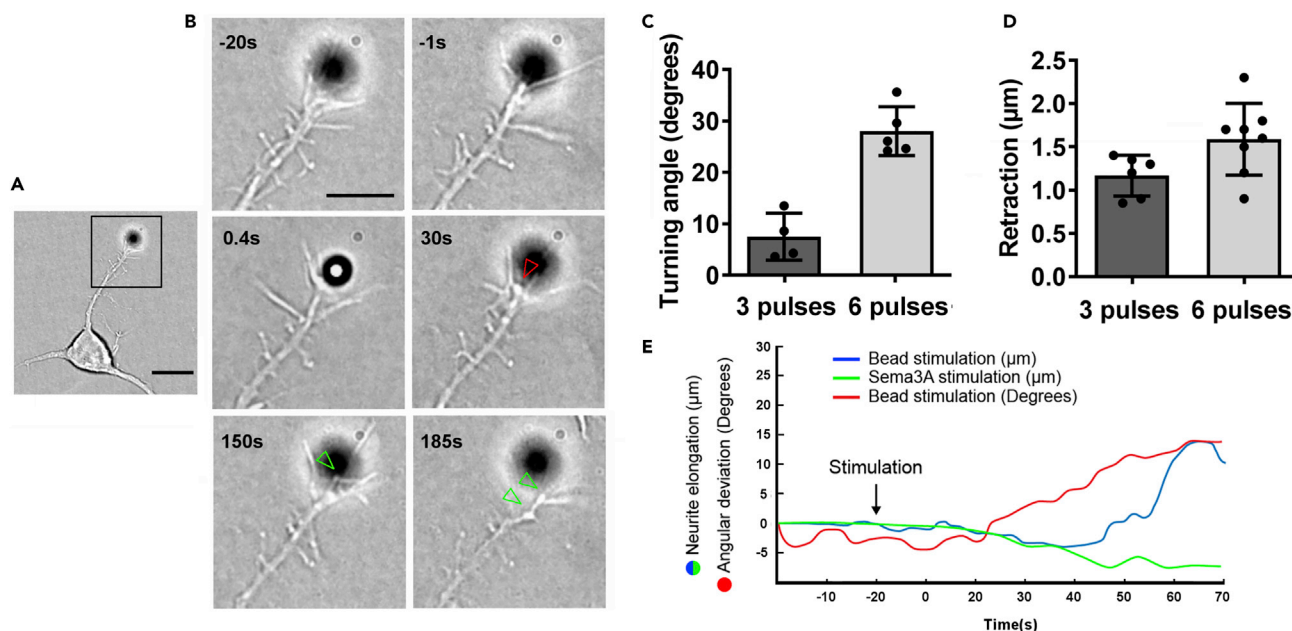 A
B
-20s
-1s
0.4s
30s
150s
185s
C
Turning angle (degrees)
40
30
20
10
0
3 pulses
6 pulses
D
Retraction (µm)
2.5
2.0
1.5
1.0
0.5
0.0
3 pulses
6 pulses
E
Neurite elongation (µm)
Angular deviation (Degrees)
30
25
20
15
10
5
0
-5
Bead stimulation (µm)
Sema3A stimulation (µm)
Bead stimulation (Degrees)
Stimulation
-10
-20
0
10
20
30
40
50
60
70
Time(s)